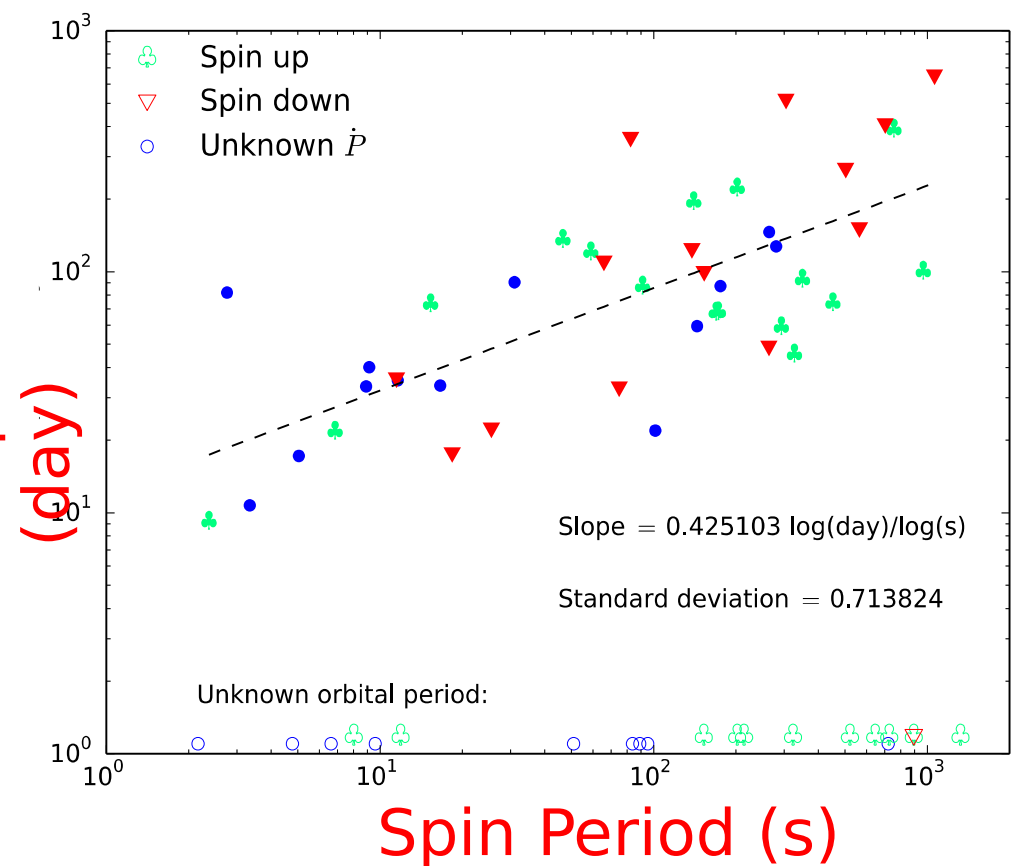 10³
Spin up
Spin down
Unknown Ṗ
10²
(day)
10¹
Slope = 0.425103 log(day)/log(s)
Standard deviation = 0.713824
Unknown orbital period:
10⁰
10⁰ 10¹ 10² 10³
Spin Period (s)